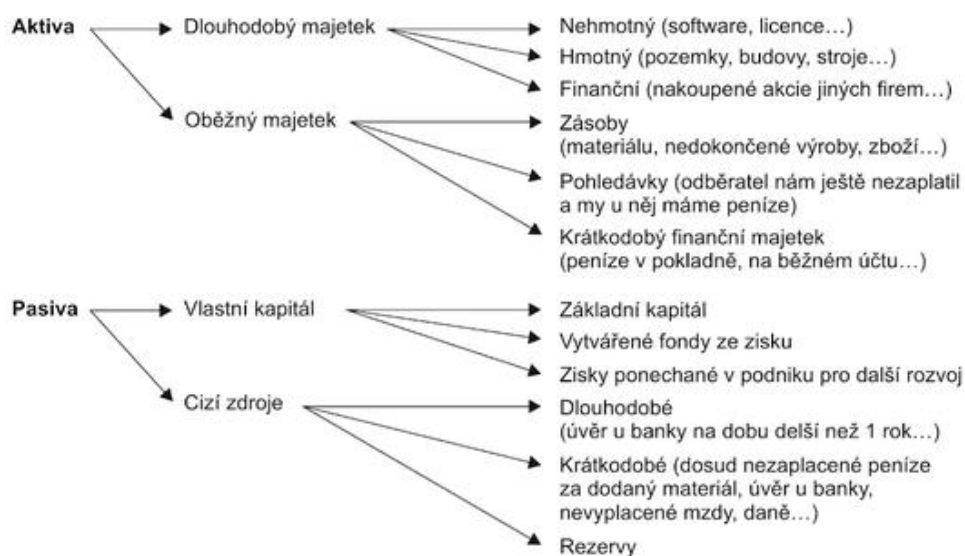 Aktiva
Dlouhodobý majetek
Nehmotný (software, licence…)
Hmotný (pozemky, budovy, stroje…)
Finanční (nakoupené akcie jiných firem…)
Oběžný majetek
Zásoby
(materiálu, nedokončené výroby, zboží…)
Pohledávky (odběratel nám ještě nezaplatil
a my u něj máme peníze)
Krátkodobý finanční majetek
(peníze v pokladně, na běžném účtu…)
Pasiva
Vlastní kapitál
Základní kapitál
Vytvářené fondy ze zisku
Zisky ponechané v podniku pro další rozvoj
Cizí zdroje
Dlouhodobé
(úvěr u banky na dobu delší než 1 rok…)
Krátkodobé (dosud nezaplacené peníze
za dodaný materiál, úvěr u banky,
nevyplacené mzdy, daně…)
Rezervy